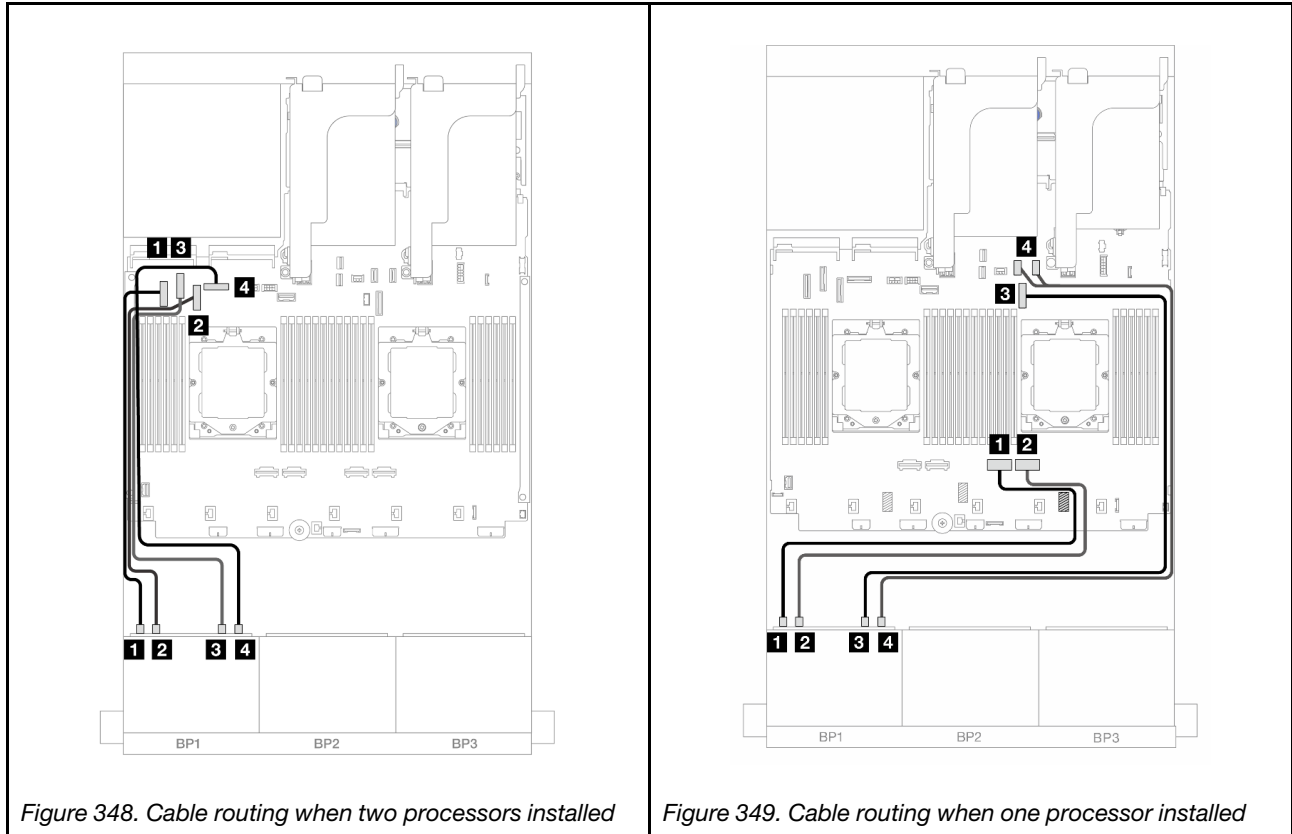 1 3
4
2
1 2 3 4
BP1 BP2 BP3
Figure 348. Cable routing when two processors installed
4
3
1 2
1 2 3 4
BP1 BP2 BP3
Figure 349. Cable routing when one processor installed